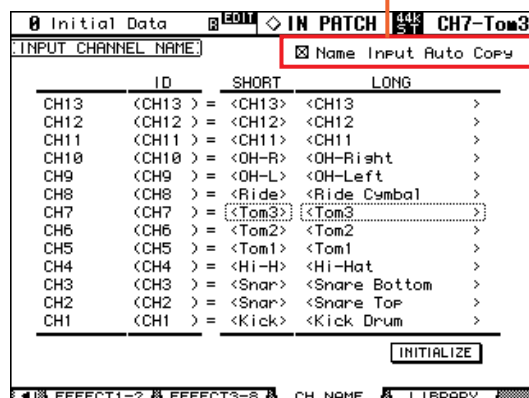 0 Initial Data EDIT ◇ IN PATCH 44k ST CH7-Tom3
INPUT CHANNEL NAME
☒ Name Input Auto Copy
ID SHORT LONG
CH13 (CH13 ) = <CH13> <CH13 >
CH12 (CH12 ) = <CH12> <CH12 >
CH11 (CH11 ) = <CH11> <CH11 >
CH10 (CH10 ) = <OH-R> <OH-Right >
CH9 (CH9 ) = <OH-L> <OH-Left >
CH8 (CH8 ) = <Ride> <Ride Cymbal >
CH7 (CH7 ) = <Tom3> <Tom3 >
CH6 (CH6 ) = <Tom2> <Tom2 >
CH5 (CH5 ) = <Tom1> <Tom1 >
CH4 (CH4 ) = <Hi-H> <Hi-Hat >
CH3 (CH3 ) = <Snar> <Snare Bottom >
CH2 (CH2 ) = <Snar> <Snare Top >
CH1 (CH1 ) = <Kick> <Kick Drum >
INITIALIZE
EFFECT1-2 EFFECT3-8 CH NAME LIBRARY